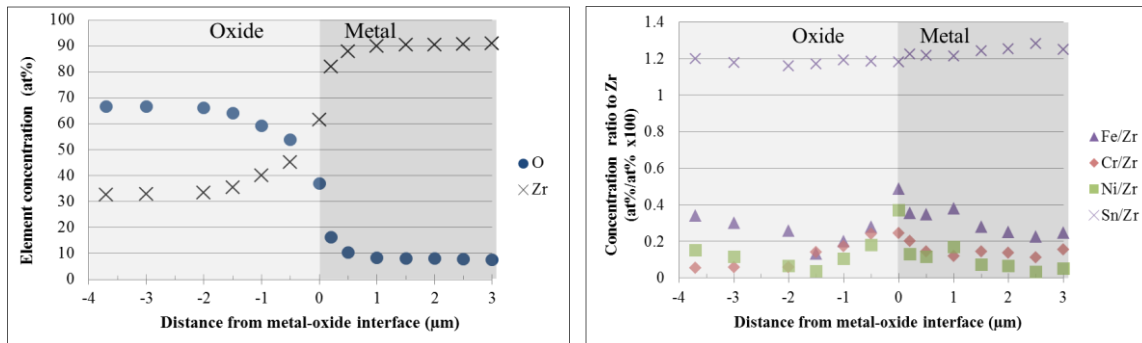 Oxide Metal
100
90
80
70
60
50
40
30
20
10
0
-4 -3 -2 -1 0 1 2 3
Element concentration (at%)
Distance from metal-oxide interface (μm)
O
Zr
Oxide Metal
1.4
1.2
1
0.8
0.6
0.4
0.2
0
-4 -3 -2 -1 0 1 2 3
Concentration ratio to Zr
(at%/at% x100)
Distance from metal-oxide interface (μm)
Fe/Zr
Cr/Zr
Ni/Zr
Sn/Zr